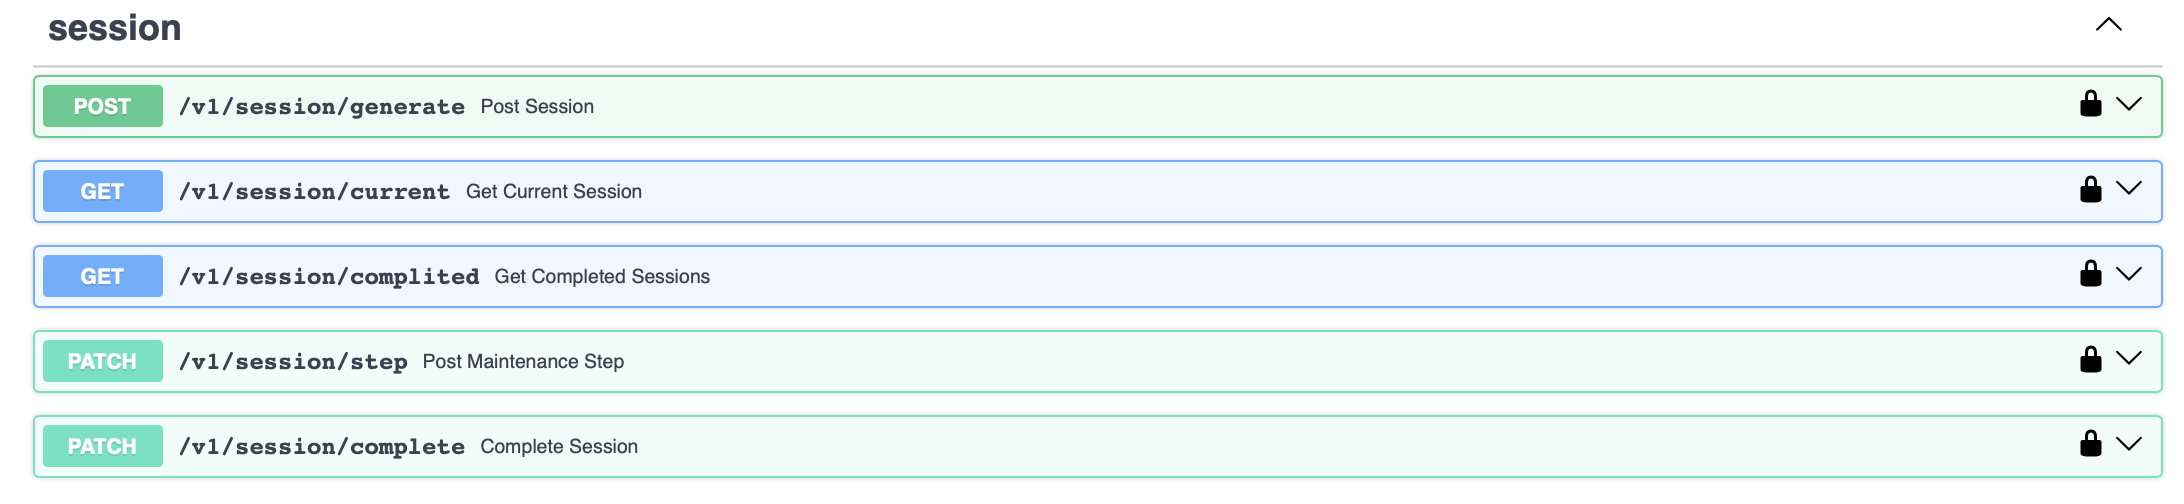 session
POST /v1/session/generate Post Session
GET /v1/session/current Get Current Session
GET /v1/session/complited Get Completed Sessions
PATCH /v1/session/step Post Maintenance Step
PATCH /v1/session/complete Complete Session